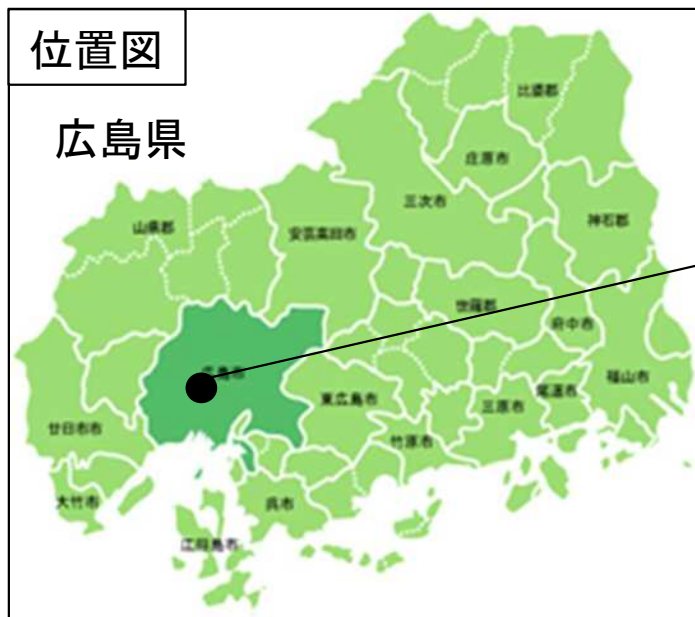 位置図
広島県
比婆郡
庄原市
三次市
神石郡
山県郡
安芸高田市
世羅郡
府中市
広島市
福山市
尾道市
三原市
東広島市
竹原市
廿日市市
大竹市
呉市
江田島市